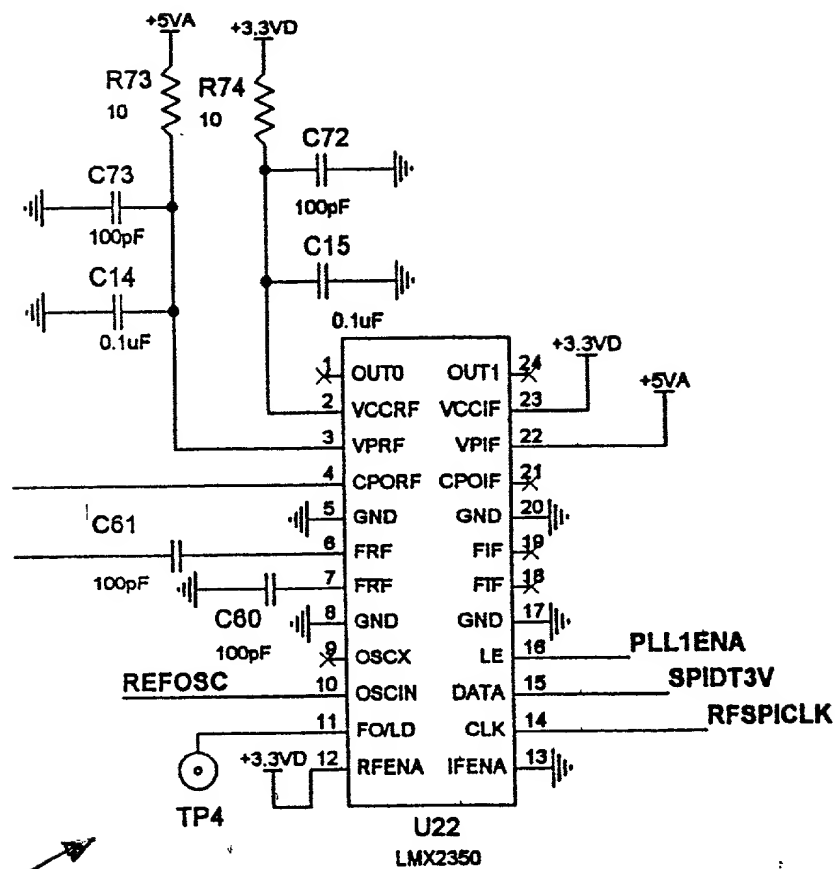 +5VA
+3.3VD
R73
10
R74
10
C72
100pF
C73
100pF
C15
0.1uF
C14
0.1uF
+3.3VD
+5VA
1 OUT0 OUT1 24
2 VCCRF VCCIF 23
3 VPRF VPIF 22
4 CPORF CPOIF 21
5 GND GND 20
C61
100pF
6 FRF FIF 19
7 FRF FIF 18
C60
100pF
8 GND GND 17
9 OSCX LE 16 PLL1ENA
REFOSC 10 OSCIN DATA 15 SPIDT3V
11 FO/LD CLK 14 RFSPICLK
+3.3VD 12 RFENA IFENA 13
TP4
U22
LMX2350